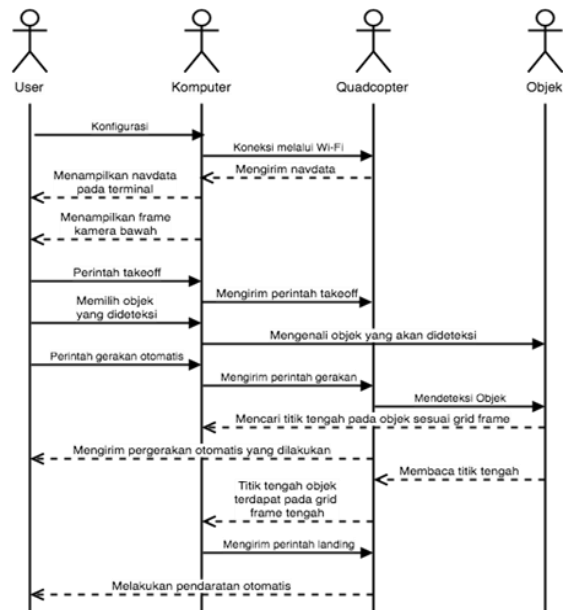 User
Komputer
Quadcopter
Objek
Konfigurasi
Koneksi melalui Wi-Fi
Mengirim navdata
Menampilkan navdata
pada terminal
Menampilkan frame
kamera bawah
Perintah takeoff
Mengirim perintah takeoff
Memilih objek
yang dideteksi
Mengenali objek yang akan dideteksi
Perintah gerakan otomatis
Mengirim perintah gerakan
Mendeteksi Objek
Mencari titik tengah pada objek sesuai grid frame
Mengirim pergerakan otomatis yang dilakukan
Membaca titik tengah
Titik tengah objek
terdapat pada grid
frame tengah
Mengirim perintah landing
Melakukan pendaratan otomatis